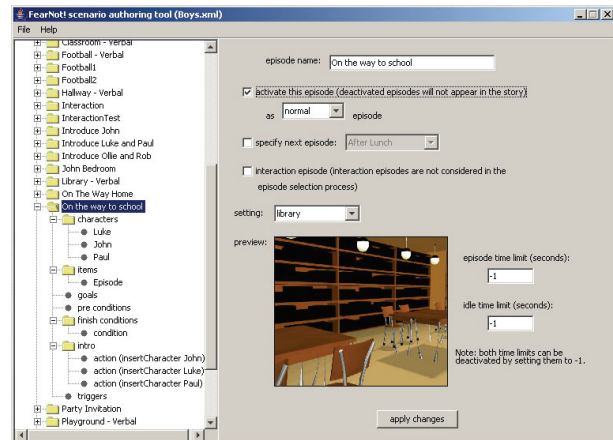 FearNot! scenario authoring tool (Boys.xml)
File Help
Classroom - Verbal
Football - Verbal
Football1
Football2
Hallway - Verbal
Interaction
InteractionTest
Introduce John
Introduce Luke and Paul
Introduce Ollie and Rob
John Bedroom
Library - Verbal
On The Way Home
On the way to school
characters
Luke
John
Paul
items
Episode
goals
pre conditions
finish conditions
condition
intro
action (insertCharacter John)
action (insertCharacter Luke)
action (insertCharacter Paul)
triggers
Party Invitation
Playground - Verbal
episode name: On the way to school
activate this episode (deactivated episodes will not appear in the story)
as normal episode
specify next episode: After Lunch
interaction episode (interaction episodes are not considered in the
episode selection process)
setting: library
preview:
episode time limit (seconds):
-1
idle time limit (seconds):
-1
Note: both time limits can be
deactivated by setting them to -1.
apply changes